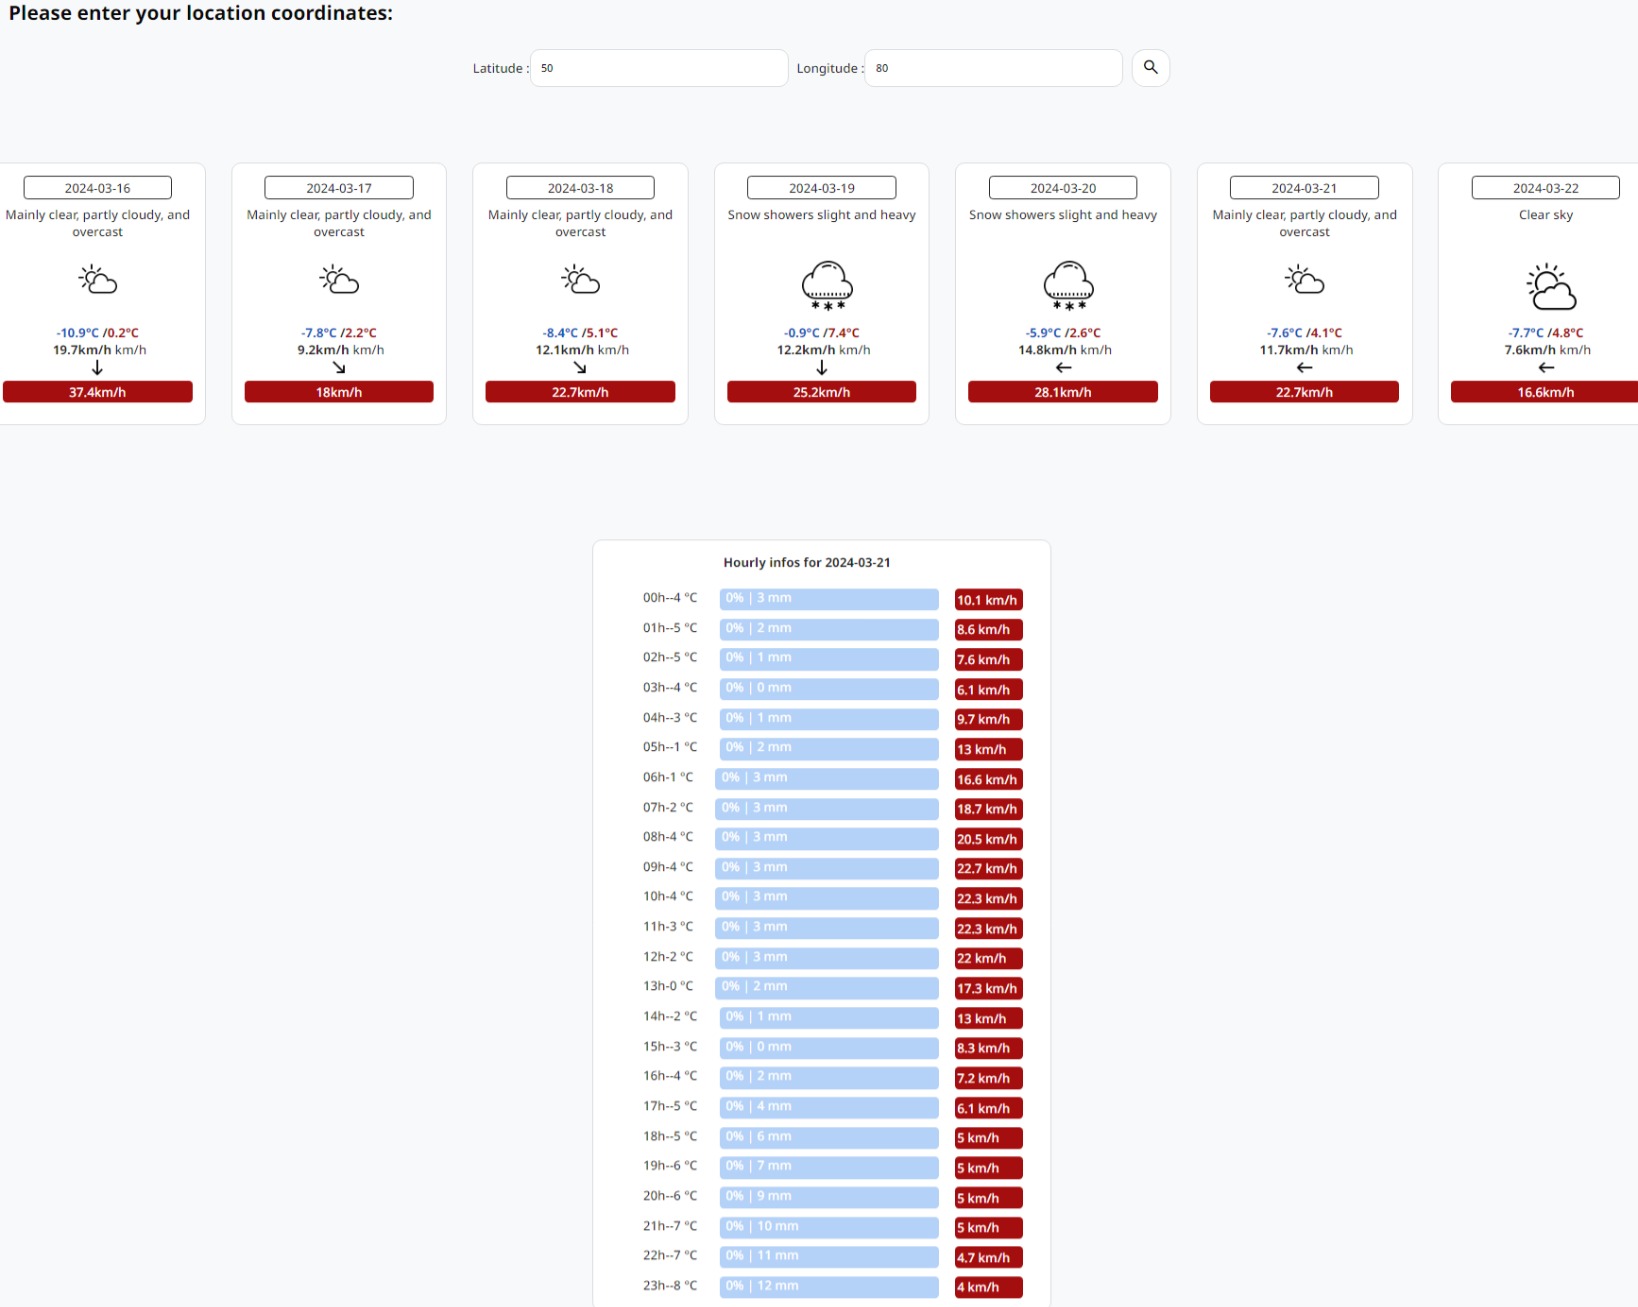 Please enter your location coordinates:
Latitude : 50 Longitude : 80
2024-03-16
Mainly clear, partly cloudy, and
overcast
-10.9°C /0.2°C
19.7km/h km/h
37.4km/h
2024-03-17
Mainly clear, partly cloudy, and
overcast
-7.8°C /2.2°C
9.2km/h km/h
18km/h
2024-03-18
Mainly clear, partly cloudy, and
overcast
-8.4°C /5.1°C
12.1km/h km/h
22.7km/h
2024-03-19
Snow showers slight and heavy
-0.9°C /7.4°C
12.2km/h km/h
25.2km/h
2024-03-20
Snow showers slight and heavy
-5.9°C /2.6°C
14.8km/h km/h
28.1km/h
2024-03-21
Mainly clear, partly cloudy, and
overcast
-7.6°C /4.1°C
11.7km/h km/h
22.7km/h
2024-03-22
Clear sky
-7.7°C /4.8°C
7.6km/h km/h
16.6km/h
Hourly infos for 2024-03-21
00h--4 °C 0% | 3 mm 10.1 km/h
01h--5 °C 0% | 2 mm 8.6 km/h
02h--5 °C 0% | 1 mm 7.6 km/h
03h--4 °C 0% | 0 mm 6.1 km/h
04h--3 °C 0% | 1 mm 9.7 km/h
05h--1 °C 0% | 2 mm 13 km/h
06h-1 °C 0% | 3 mm 16.6 km/h
07h-2 °C 0% | 3 mm 18.7 km/h
08h-4 °C 0% | 3 mm 20.5 km/h
09h-4 °C 0% | 3 mm 22.7 km/h
10h-4 °C 0% | 3 mm 22.3 km/h
11h-3 °C 0% | 3 mm 22.3 km/h
12h-2 °C 0% | 3 mm 22 km/h
13h-0 °C 0% | 2 mm 17.3 km/h
14h--2 °C 0% | 1 mm 13 km/h
15h--3 °C 0% | 0 mm 8.3 km/h
16h--4 °C 0% | 2 mm 7.2 km/h
17h--5 °C 0% | 4 mm 6.1 km/h
18h--5 °C 0% | 6 mm 5 km/h
19h--6 °C 0% | 7 mm 5 km/h
20h--6 °C 0% | 9 mm 5 km/h
21h--7 °C 0% | 10 mm 5 km/h
22h--7 °C 0% | 11 mm 4.7 km/h
23h--8 °C 0% | 12 mm 4 km/h